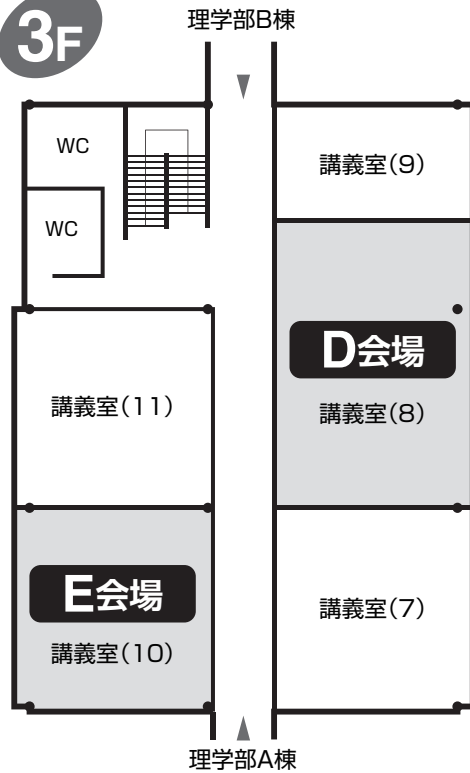 3F
理学部B棟
WC
講義室(9)
WC
D会場
講義室(8)
講義室(11)
E会場
講義室(10)
講義室(7)
理学部A棟